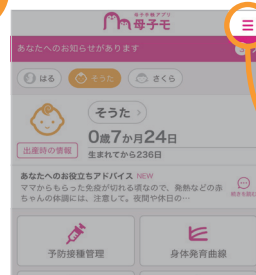 母子手帳アプリ
母子モ
あなたへのお知らせがあります
はる
そうた
さくら
そうた
0歳7か月24日
生まれてから236日
出産時の情報
あなたへのお役立ちアドバイス NEW
ママからもらった免疫が切れる頃なので、発熱などの赤
ちゃんの体調には、注意して。夜間や休日の…
続きを読む
予防接種管理
身体発育曲線